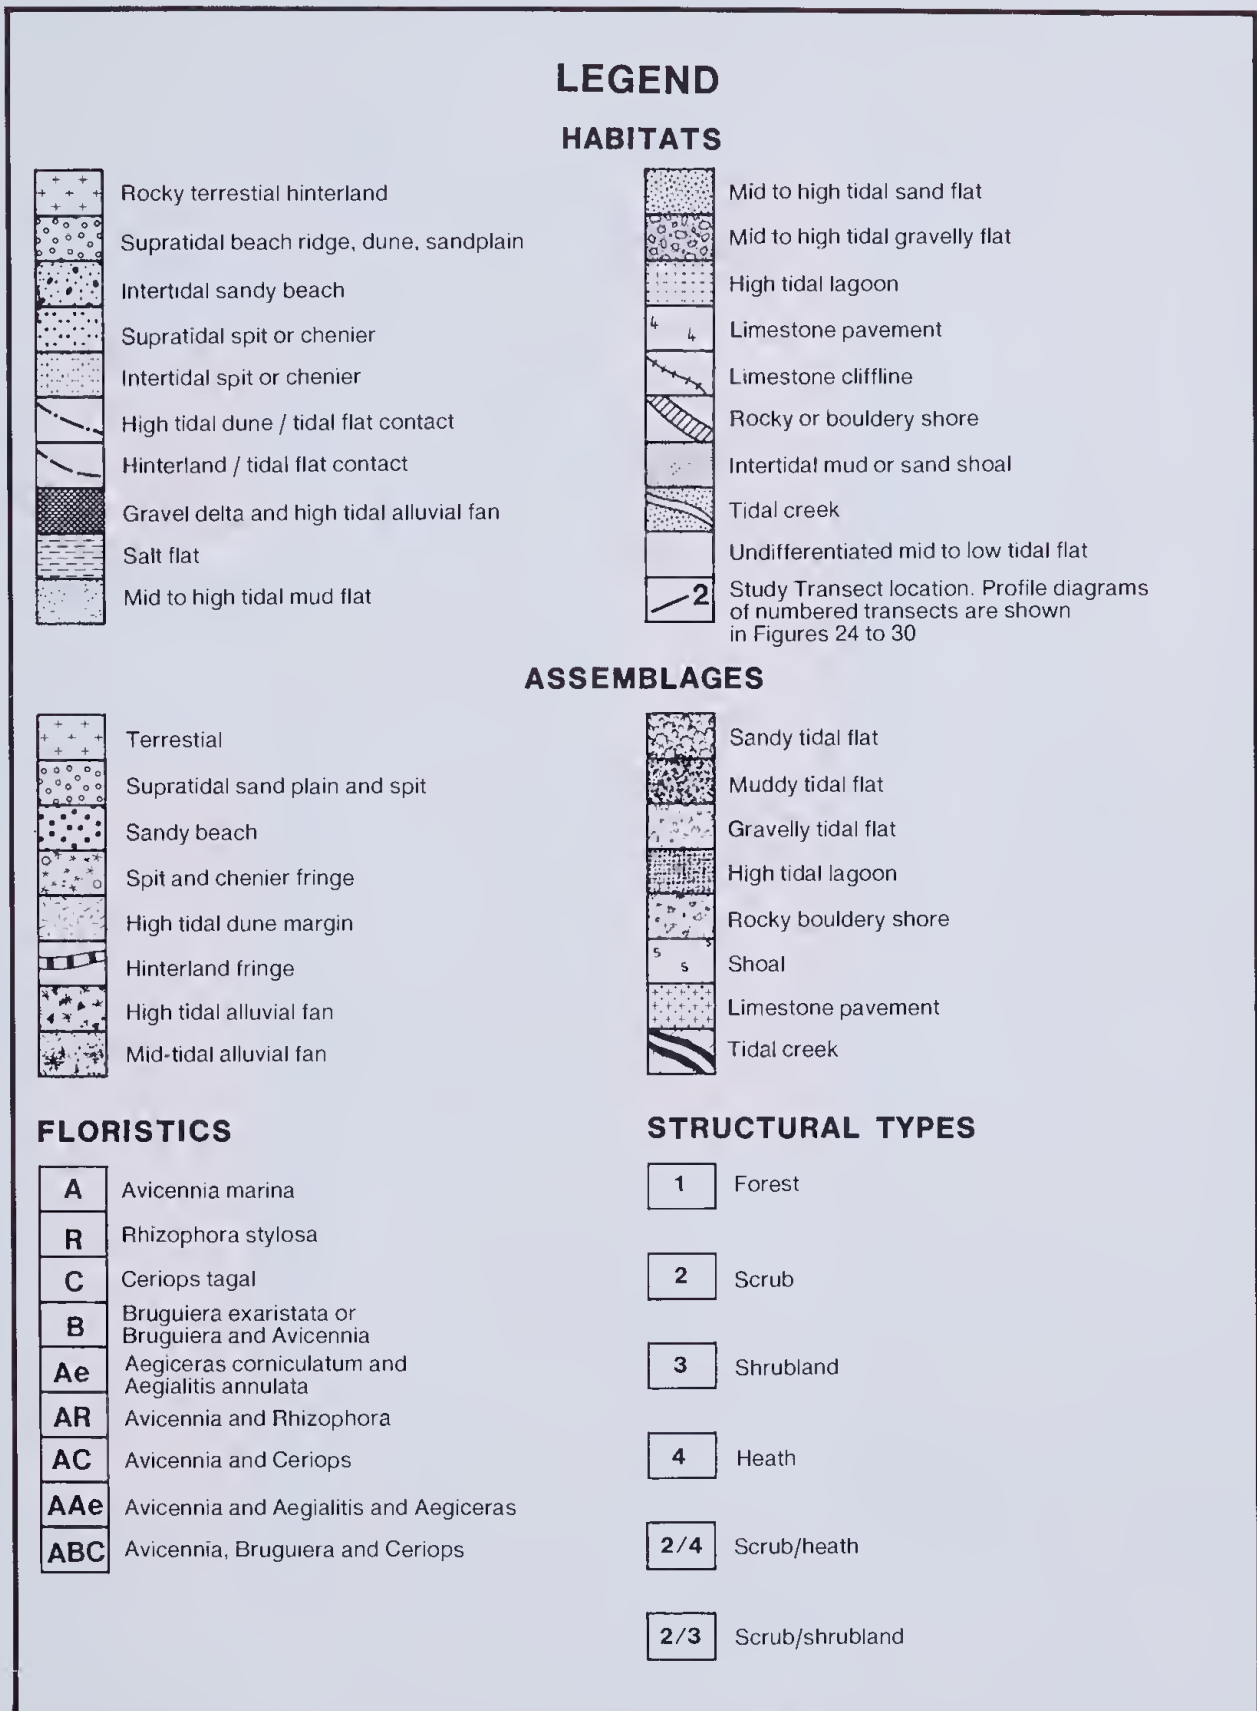 LEGEND
HABITATS
Rocky terrestial hinterland
Supratidal beach ridge, dune, sandplain
Intertidal sandy beach
Supratidal spit or chenier
Intertidal spit or chenier
High tidal dune / tidal flat contact
Hinterland / tidal flat contact
Gravel delta and high tidal alluvial fan
Salt flat
Mid to high tidal mud flat
Mid to high tidal sand flat
Mid to high tidal gravelly flat
High tidal lagoon
4 4 Limestone pavement
Limestone cliffline
Rocky or bouldery shore
Intertidal mud or sand shoal
Tidal creek
Undifferentiated mid to low tidal flat
2 Study Transect location. Profile diagrams
of numbered transects are shown
in Figures 24 to 30
ASSEMBLAGES
Terrestial
Supratidal sand plain and spit
Sandy beach
Spit and chenier fringe
High tidal dune margin
Hinterland fringe
High tidal alluvial fan
Mid-tidal alluvial fan
Sandy tidal flat
Muddy tidal flat
Gravelly tidal flat
High tidal lagoon
Rocky bouldery shore
s s s Shoal
Limestone pavement
Tidal creek
FLORISTICS
A Avicennia marina
R Rhizophora stylosa
C Ceriops tagal
B Bruguiera exaristata or
Bruguiera and Avicennia
Ae Aegiceras corniculatum and
Aegialitis annulata
AR Avicennia and Rhizophora
AC Avicennia and Ceriops
AAe Avicennia and Aegialitis and Aegiceras
ABC Avicennia, Bruguiera and Ceriops
STRUCTURAL TYPES
1 Forest
2 Scrub
3 Shrubland
4 Heath
2/4 Scrub/heath
2/3 Scrub/shrubland